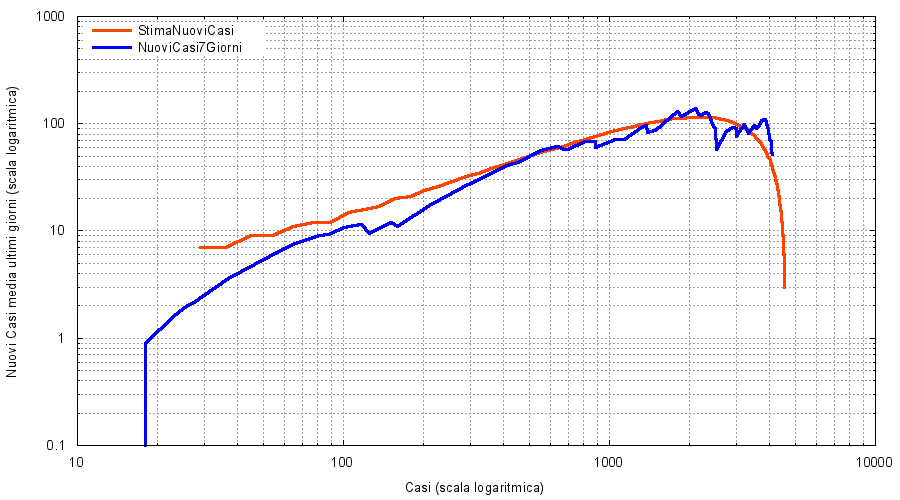 1000
StimaNuoviCasi
NuoviCasi7Giorni
100
10
1
0.1
Nuovi Casi media ultimi giorni (scala logaritmica)
10
100
1000
10000
Casi (scala logaritmica)